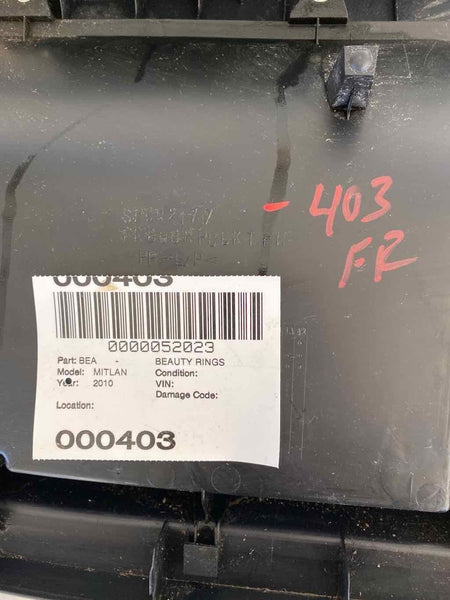 - 403
FR
000403
0000052023
Part: BEA - BEAUTY RINGS
Model: MITLAN Condition:
Year: 2010 VIN:
Damage Code:
Location:
000403